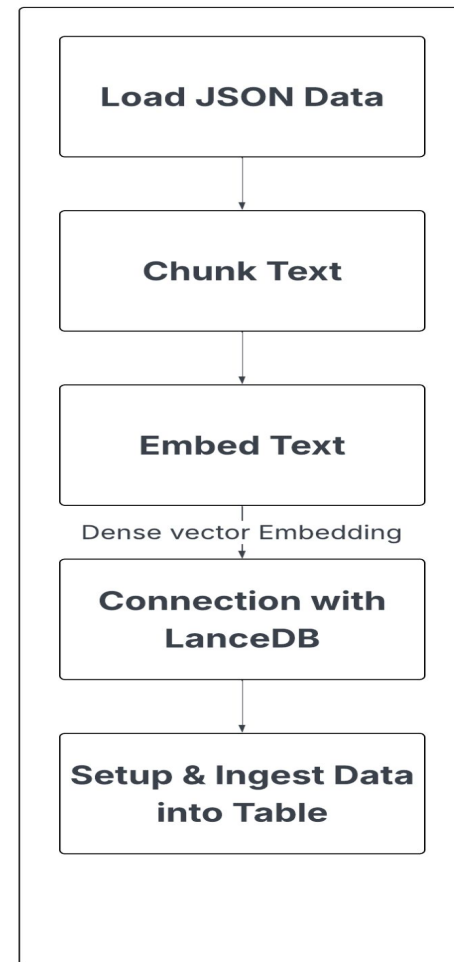 Load JSON Data
Chunk Text
Embed Text
Dense vector Embedding
Connection with
LanceDB
Setup & Ingest Data
into Table